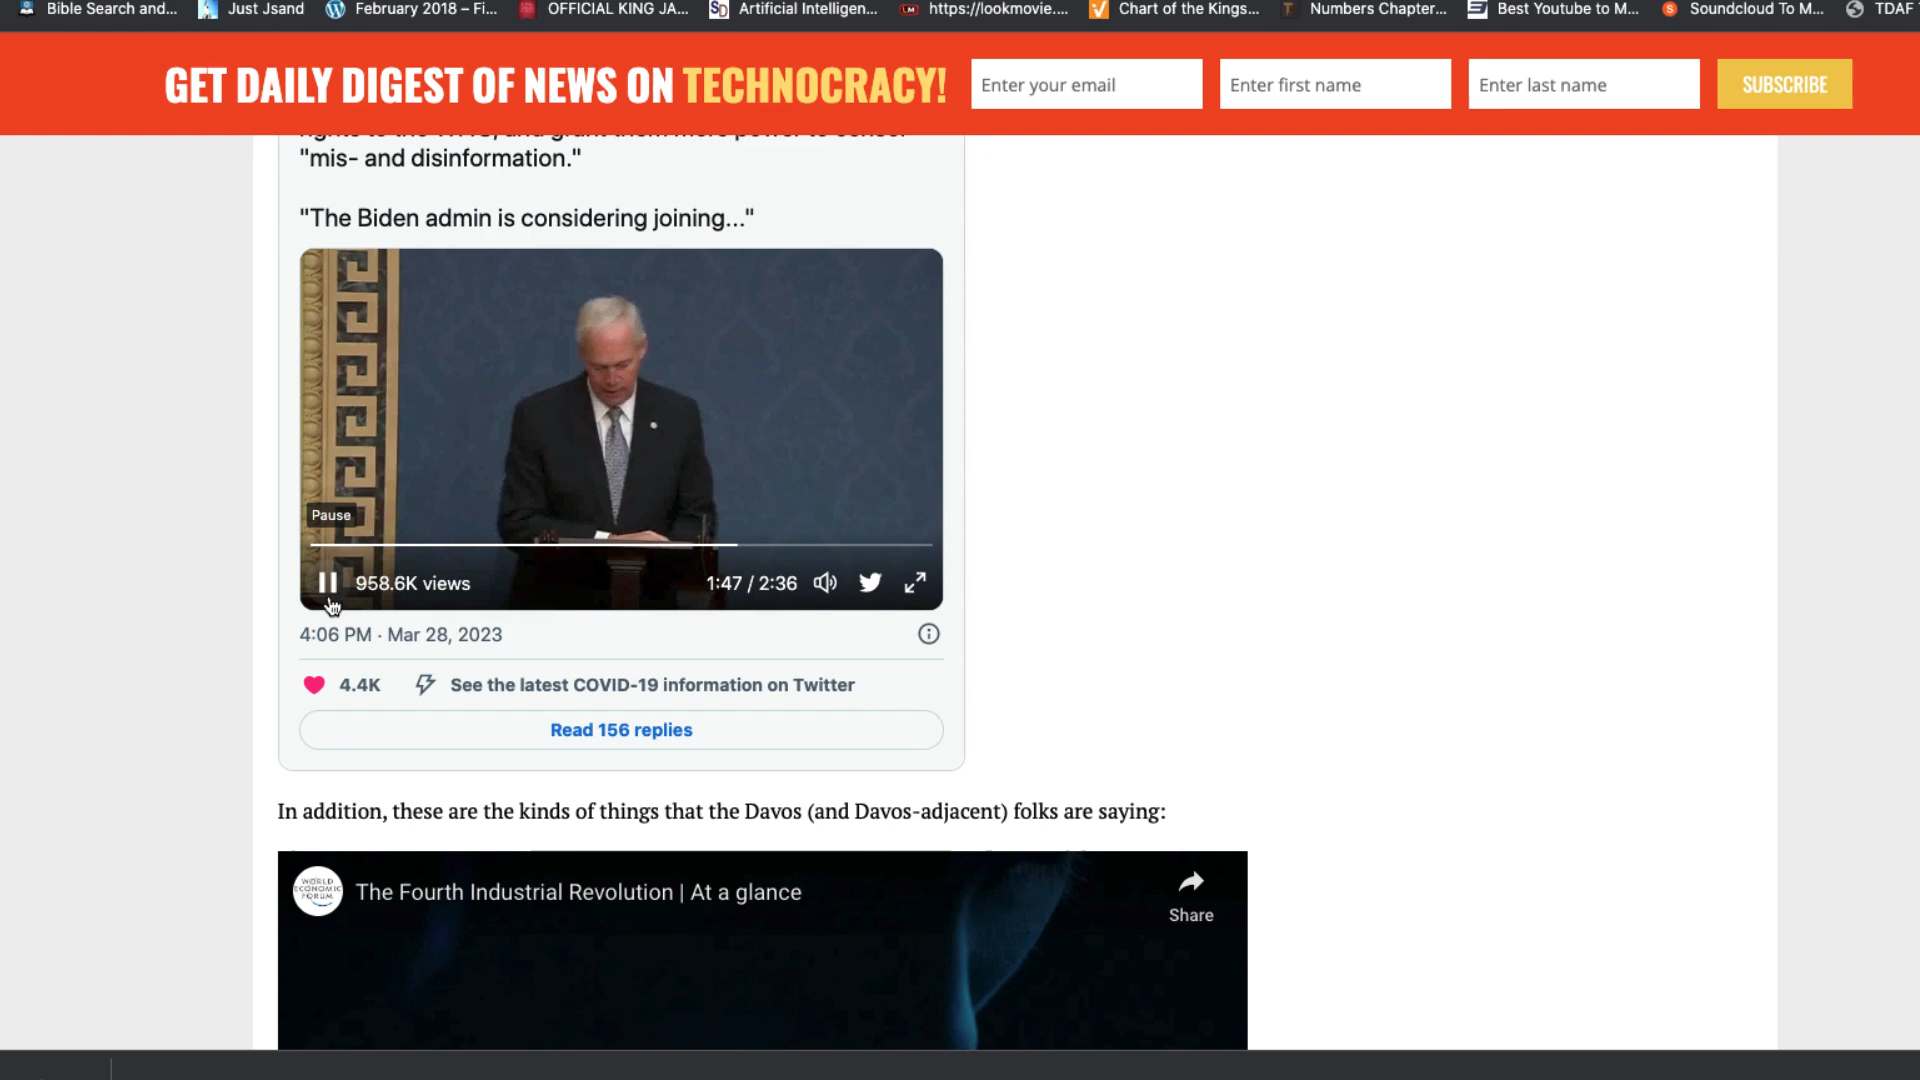 Bible Search and...
Just Jsand
February 2018 – Fi...
OFFICIAL KING JA...
SD
Artificial Intelligen...
LM
https://lookmovie....
Chart of the Kings...
T
Numbers Chapter...
Best Youtube to M...
S
Soundcloud To M...
TDAF
GET DAILY DIGEST OF NEWS ON TECHNOCRACY!
Enter your email
Enter first name
Enter last name
SUBSCRIBE
"mis- and disinformation."
"The Biden admin is considering joining..."
Pause
958.6K views
1:47 / 2:36
4:06 PM · Mar 28, 2023
4.4K
See the latest COVID-19 information on Twitter
Read 156 replies
In addition, these are the kinds of things that the Davos (and Davos-adjacent) folks are saying:
WORLD
ECONOMIC
FORUM
The Fourth Industrial Revolution | At a glance
Share